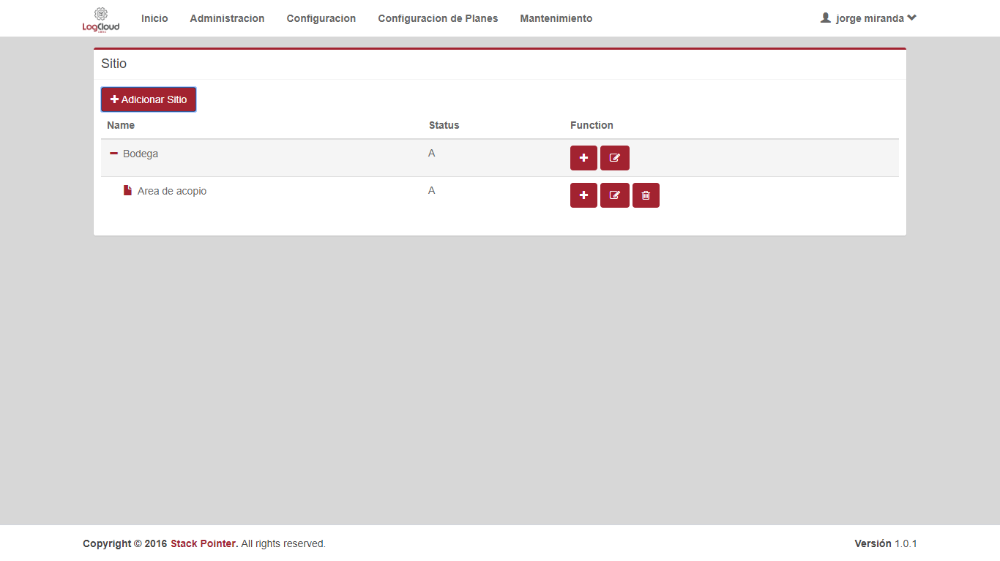 LogCloud
Inicio Administracion Configuracion Configuracion de Planes Mantenimiento jorge miranda
Sitio
Adicionar Sitio
Name Status Function
Bodega A
Area de acopio A
Copyright © 2016 Stack Pointer. All rights reserved. Versión 1.0.1